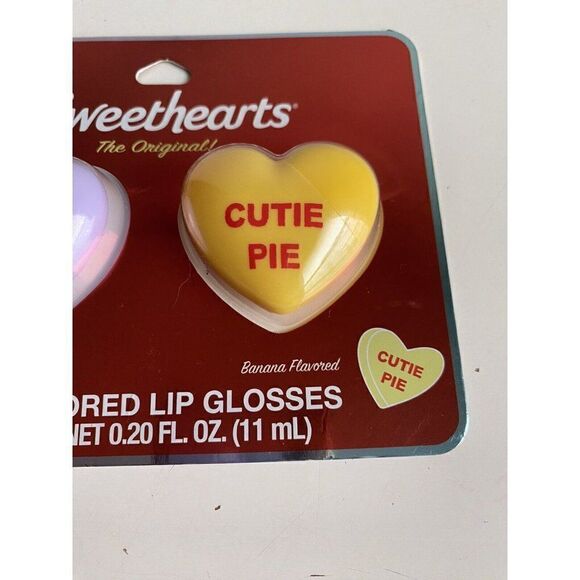 weethearts®
The Original!
CUTIE
PIE
Banana Flavored
CUTIE
PIE
ORED LIP GLOSSES
NET 0.20 FL. OZ. (11 mL)